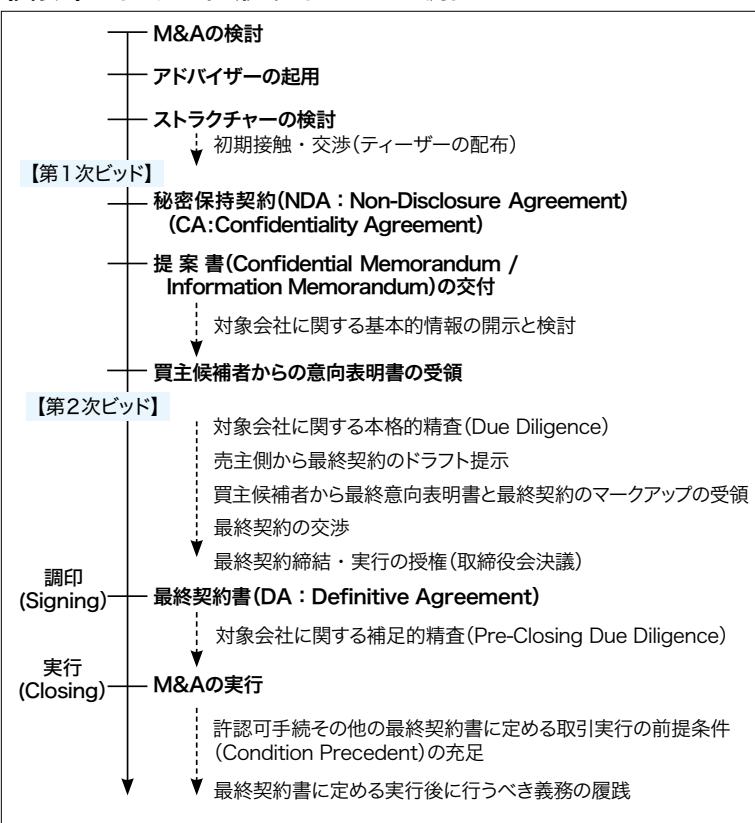 M&Aの検討
アドバイザーの起用
ストラクチャーの検討
初期接触・交渉(ティーザーの配布)
【第1次ビッド】
秘密保持契約(NDA：Non-Disclosure Agreement)
(CA:Confidentiality Agreement)
提 案 書(Confidential Memorandum /
Information Memorandum)の交付
対象会社に関する基本的情報の開示と検討
買主候補者からの意向表明書の受領
【第2次ビッド】
対象会社に関する本格的精査(Due Diligence)
売主側から最終契約のドラフト提示
買主候補者から最終意向表明書と最終契約のマークアップの受領
最終契約の交渉
最終契約締結・実行の授権(取締役会決議)
調印
(Signing)
最終契約書(DA：Definitive Agreement)
対象会社に関する補足的精査(Pre-Closing Due Diligence)
実行
(Closing)
M&Aの実行
許認可手続その他の最終契約書に定める取引実行の前提条件
(Condition Precedent)の充足
最終契約書に定める実行後に行うべき義務の履践